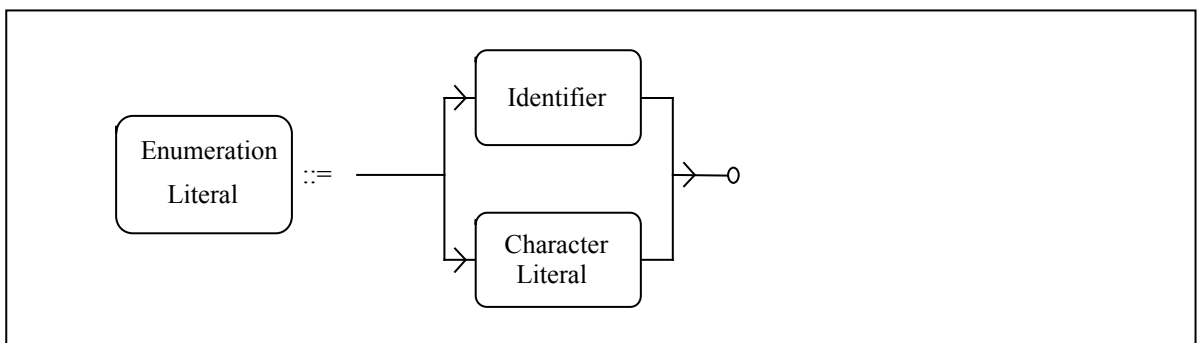 Enumeration
Literal
::=
Identifier
Character
Literal